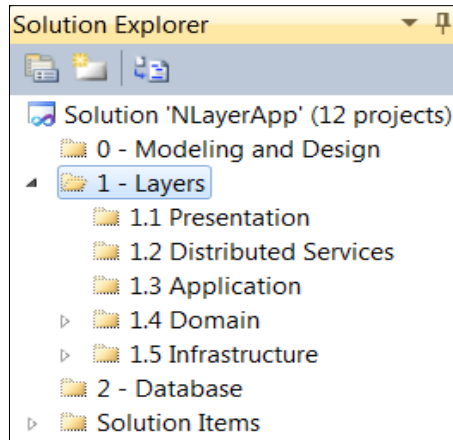 Solution Explorer
Solution 'NLayerApp' (12 projects)
0 - Modeling and Design
1 - Layers
1.1 Presentation
1.2 Distributed Services
1.3 Application
1.4 Domain
1.5 Infrastructure
2 - Database
Solution Items